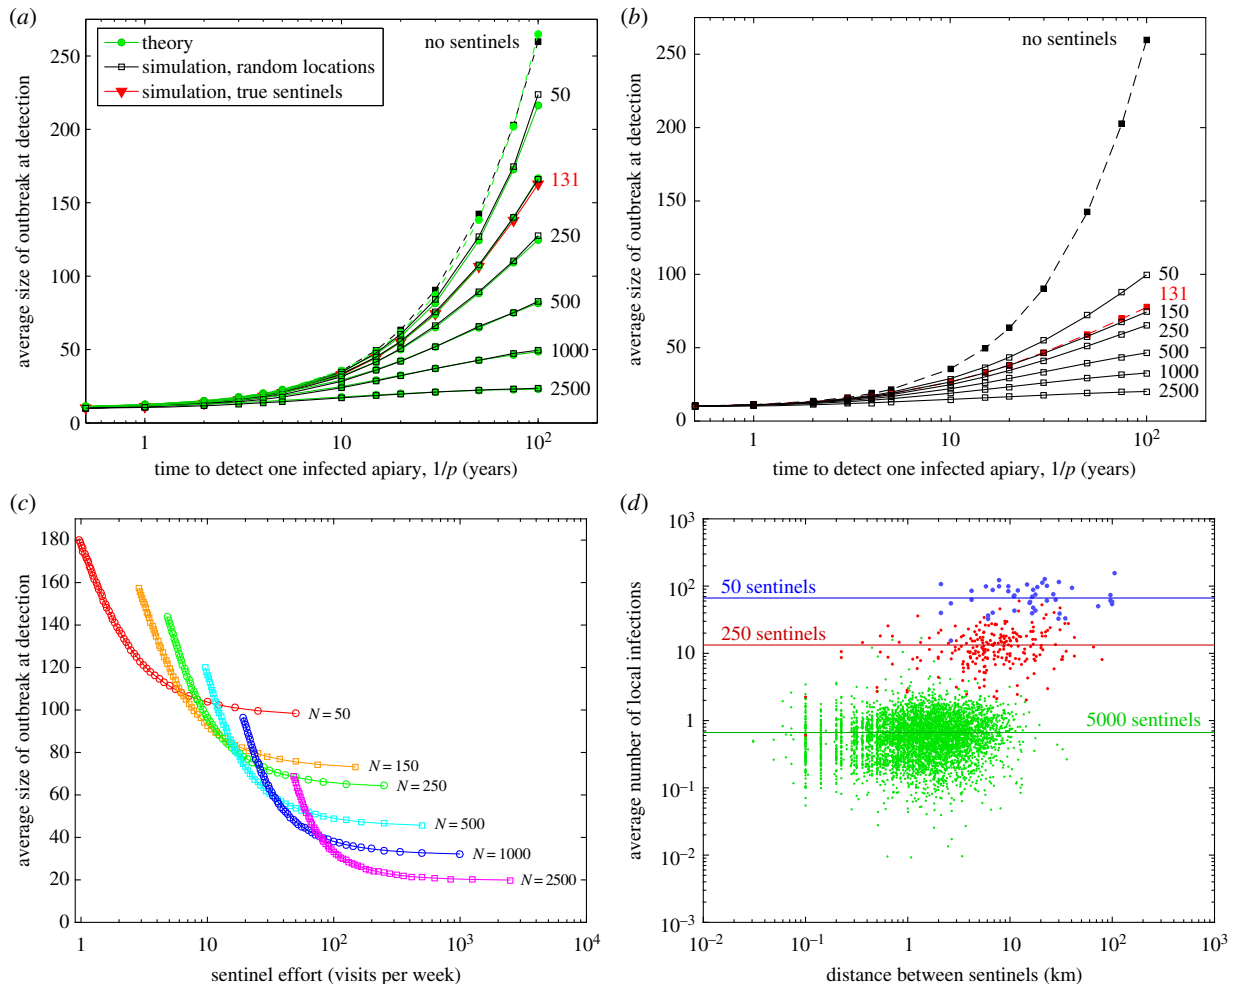 (a)
theory
simulation, random locations
simulation, true sentinels
no sentinels
50
131
250
500
1000
2500
250
200
150
100
50
0
average size of outbreak at detection
1
10
10²
time to detect one infected apiary, 1/p (years)
(b)
no sentinels
50
131
150
250
500
1000
2500
250
200
150
100
50
0
average size of outbreak at detection
1
10
10²
time to detect one infected apiary, 1/p (years)
(c)
180
160
140
120
100
80
60
40
20
0
average size of outbreak at detection
N = 50
N = 150
N = 250
N = 500
N = 1000
N = 2500
1
10
10²
10³
10⁴
sentinel effort (visits per week)
(d)
10³
10²
10
1
10⁻¹
10⁻²
10⁻³
average number of local infections
50 sentinels
250 sentinels
5000 sentinels
10⁻²
10⁻¹
1
10
10²
10³
distance between sentinels (km)